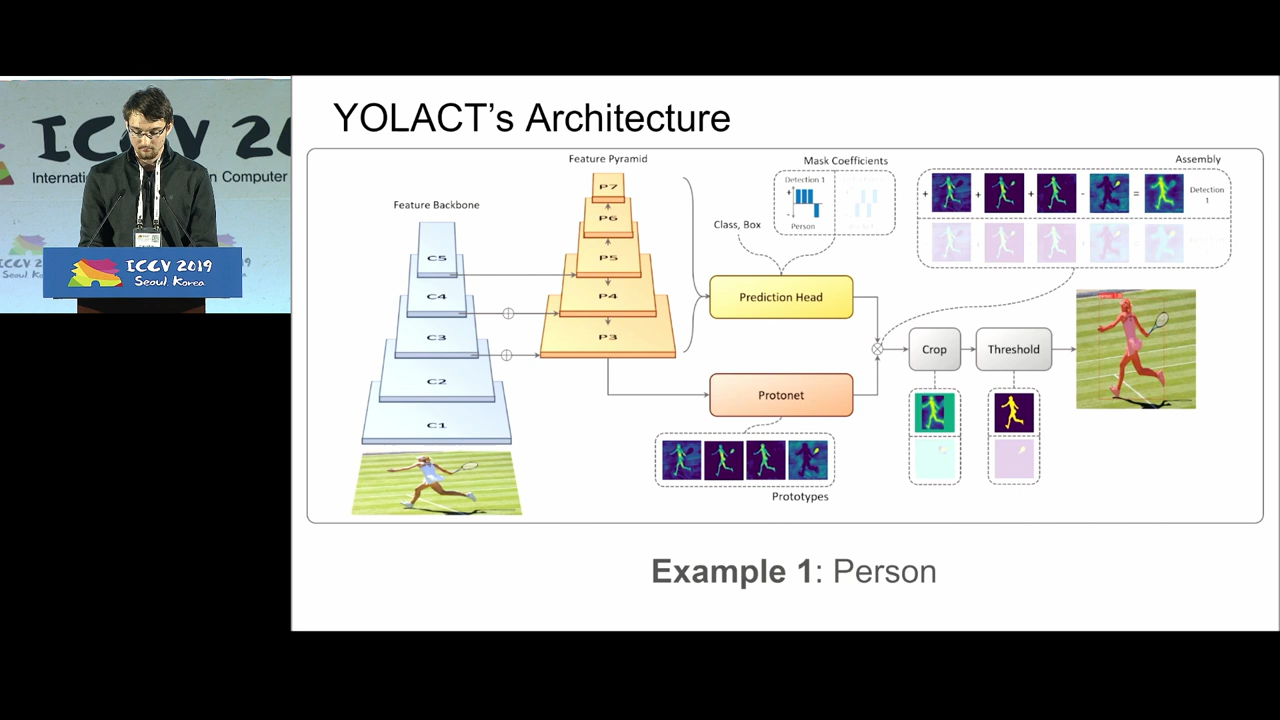 ICCV 2
Internati
n Computer
ICCV 2019
Seoul Korea
YOLACT's Architecture
Feature Pyramid
Mask Coefficients
Assembly
Feature Backbone
P7
P6
P5
P4
P3
C5
C4
C3
C2
C1
Class, Box
Detection 1
Person
+ + + - =
Detection
1
Prediction Head
Protonet
Prototypes
Crop
Threshold
Example 1: Person